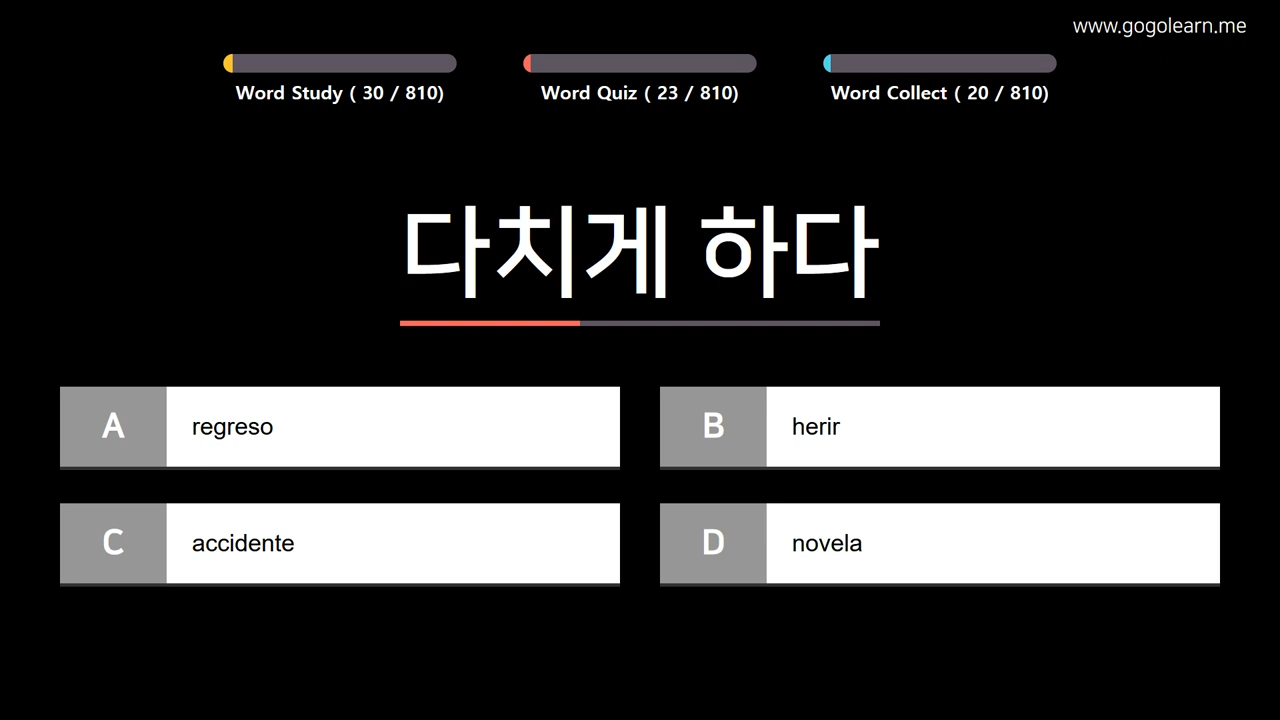 www.gogolearn.me
Word Study ( 30 / 810)
Word Quiz ( 23 / 810)
Word Collect ( 20 / 810)
다치게 하다
A regreso
B herir
C accidente
D novela